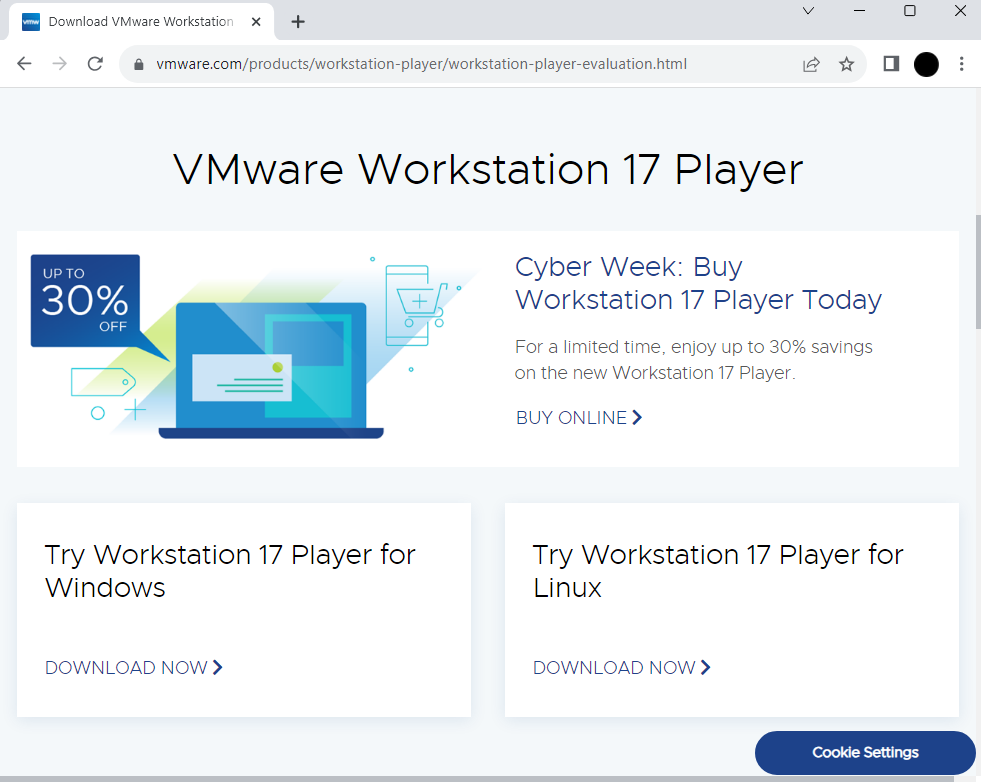 vmw
Download VMware Workstation
vmware.com/products/workstation-player/workstation-player-evaluation.html
VMware Workstation 17 Player
UP TO
30%
OFF
Cyber Week: Buy
Workstation 17 Player Today
For a limited time, enjoy up to 30% savings
on the new Workstation 17 Player.
BUY ONLINE
Try Workstation 17 Player for
Windows
DOWNLOAD NOW
Try Workstation 17 Player for
Linux
DOWNLOAD NOW
Cookie Settings